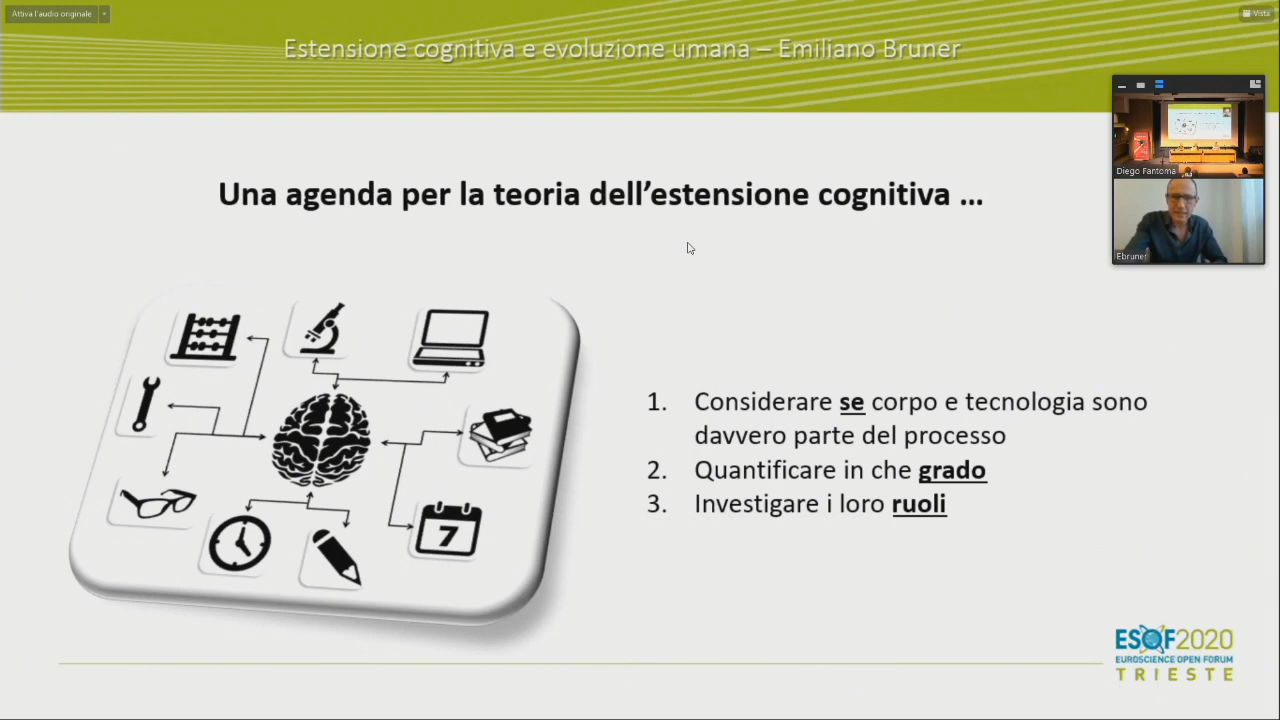 Attiva l'audio originale
Vista
Estensione cognitiva e evoluzione umana – Emiliano Bruner
Diego Fantoma
Ebruner
Una agenda per la teoria dell'estensione cognitiva ...
7
1. Considerare se corpo e tecnologia sono
davvero parte del processo
2. Quantificare in che grado
3. Investigare i loro ruoli
ESOF2020
EUROSCIENCE OPEN FORUM
TRIESTE